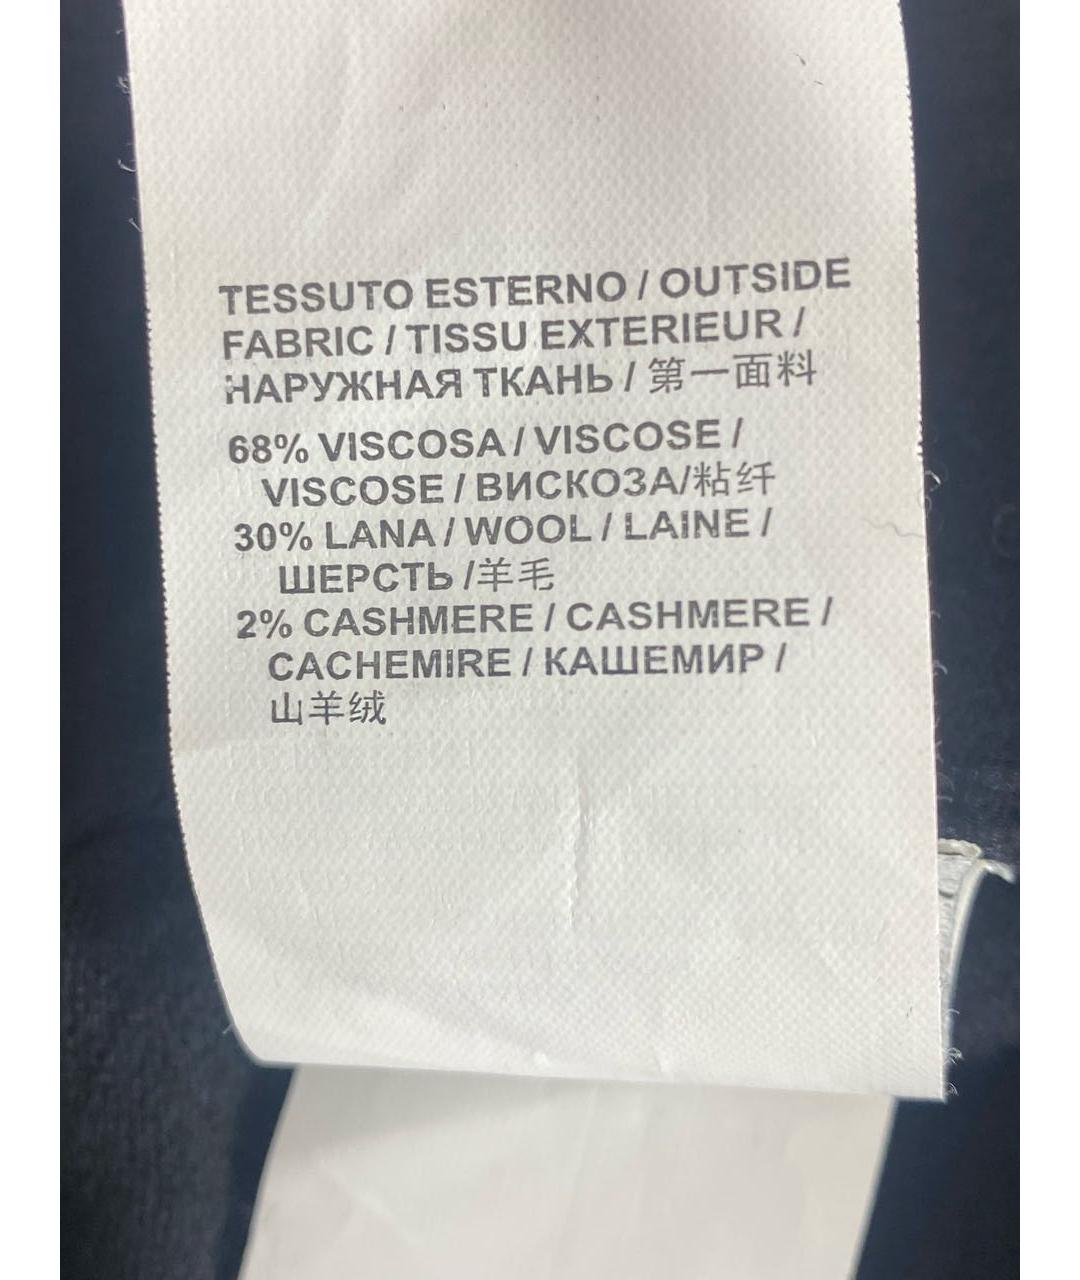 TESSUTO ESTERNO / OUTSIDE
FABRIC / TISSU EXTERIEUR /
НАРУЖНАЯ ТКАНЬ / 第一面料
68% VISCOSA / VISCOSE /
VISCOSE / ВИСКОЗА/粘纤
30% LANA / WOOL / LAINE /
ШЕРСТЬ /羊毛
2% CASHMERE / CASHMERE /
CACHEMIRE / КАШЕМИР /
山羊绒